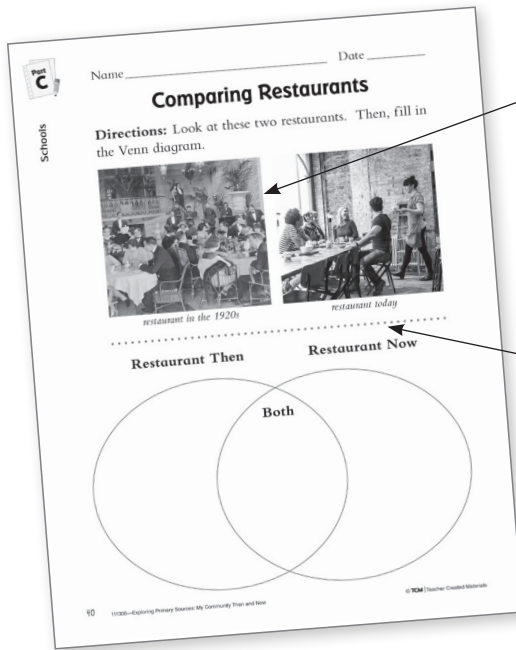 Part
C
Schools
Name
Date
Comparing Restaurants
Directions: Look at these two restaurants. Then, fill in
the Venn diagram.
restaurant in the 1920s
restaurant today
Restaurant Then
Restaurant Now
Both
40
111306—Exploring Primary Sources: My Community Then and Now
© TCM | Teacher Created Materials